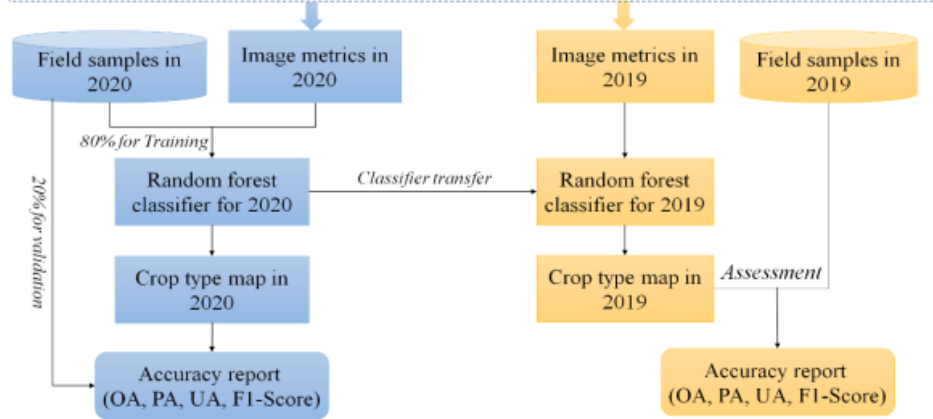 Field samples in
2020
Image metrics in
2020
Image metrics in
2019
Field samples in
2019
80% for Training
20% for validation
Random forest
classifier for 2020
Classifier transfer
Random forest
classifier for 2019
Crop type map in
2020
Crop type map in
2019
Assessment
Accuracy report
(OA, PA, UA, F1-Score)
Accuracy report
(OA, PA, UA, F1-Score)